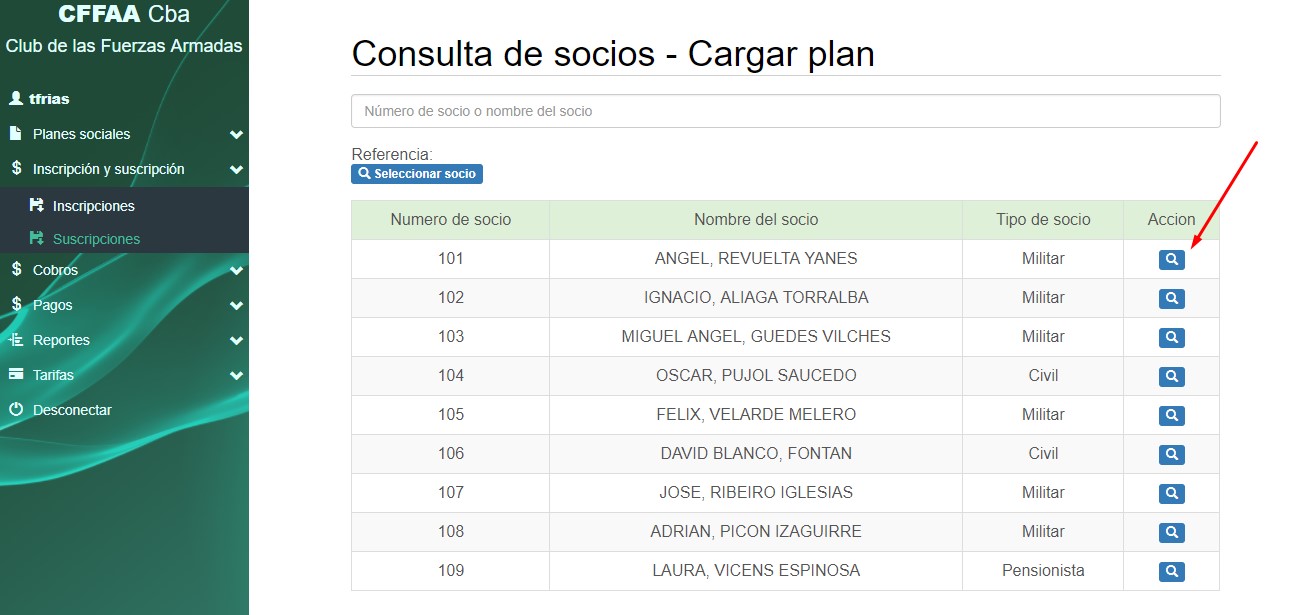 CFFAA Cba
Club de las Fuerzas Armadas
tfrias
Planes sociales
Inscripción y suscripción
Inscripciones
Suscripciones
Cobros
Pagos
Reportes
Tarifas
Desconectar
Consulta de socios - Cargar plan
Número de socio o nombre del socio
Referencia:
Seleccionar socio
Numero de socio Nombre del socio Tipo de socio Accion
101 ANGEL, REVUELTA YANES Militar
102 IGNACIO, ALIAGA TORRALBA Militar
103 MIGUEL ANGEL, GUEDES VILCHES Militar
104 OSCAR, PUJOL SAUCEDO Civil
105 FELIX, VELARDE MELERO Militar
106 DAVID BLANCO, FONTAN Civil
107 JOSE, RIBEIRO IGLESIAS Militar
108 ADRIAN, PICON IZAGUIRRE Militar
109 LAURA, VICENS ESPINOSA Pensionista